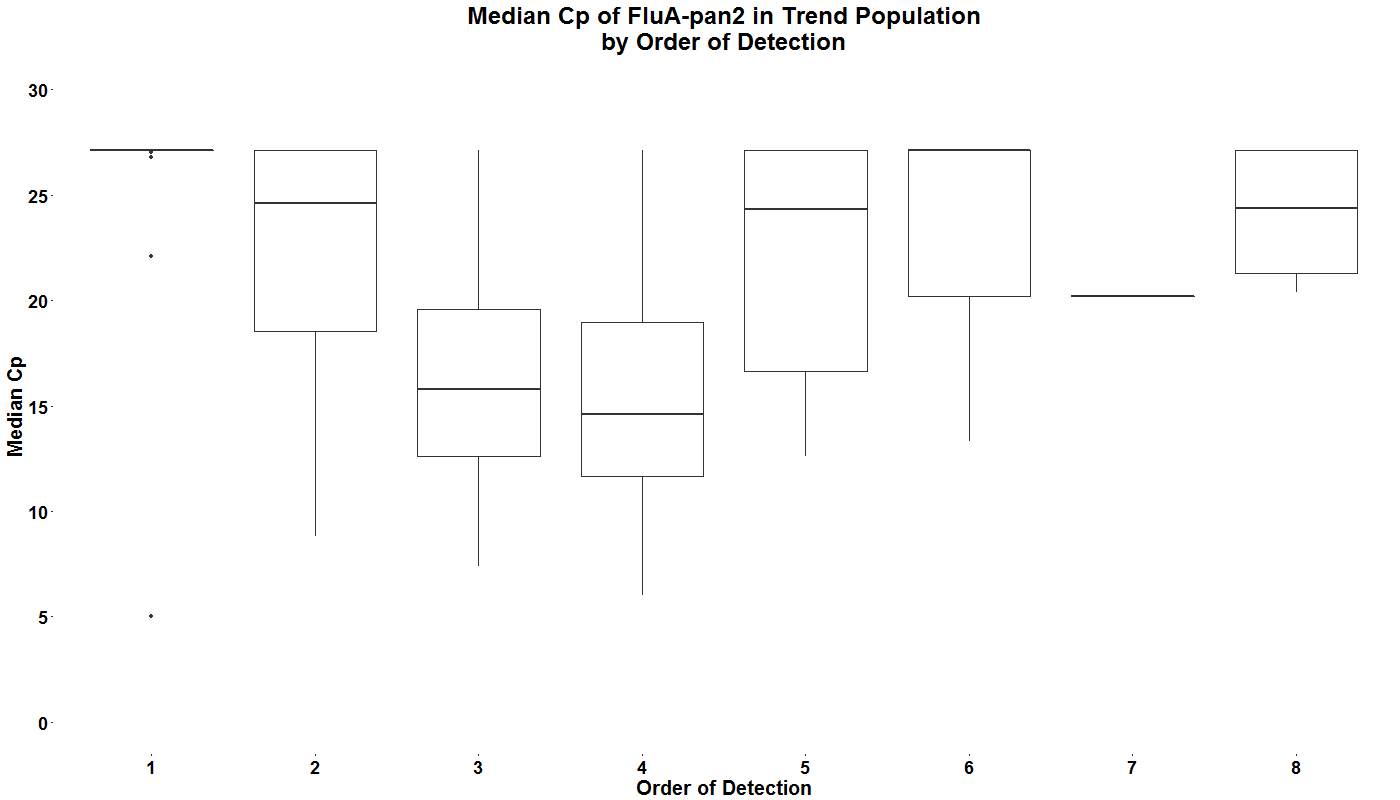 Median Cp of FluA-pan2 in Trend Population
by Order of Detection
30
25
20
15
10
5
0
Median Cp
1 2 3 4 5 6 7 8
Order of Detection